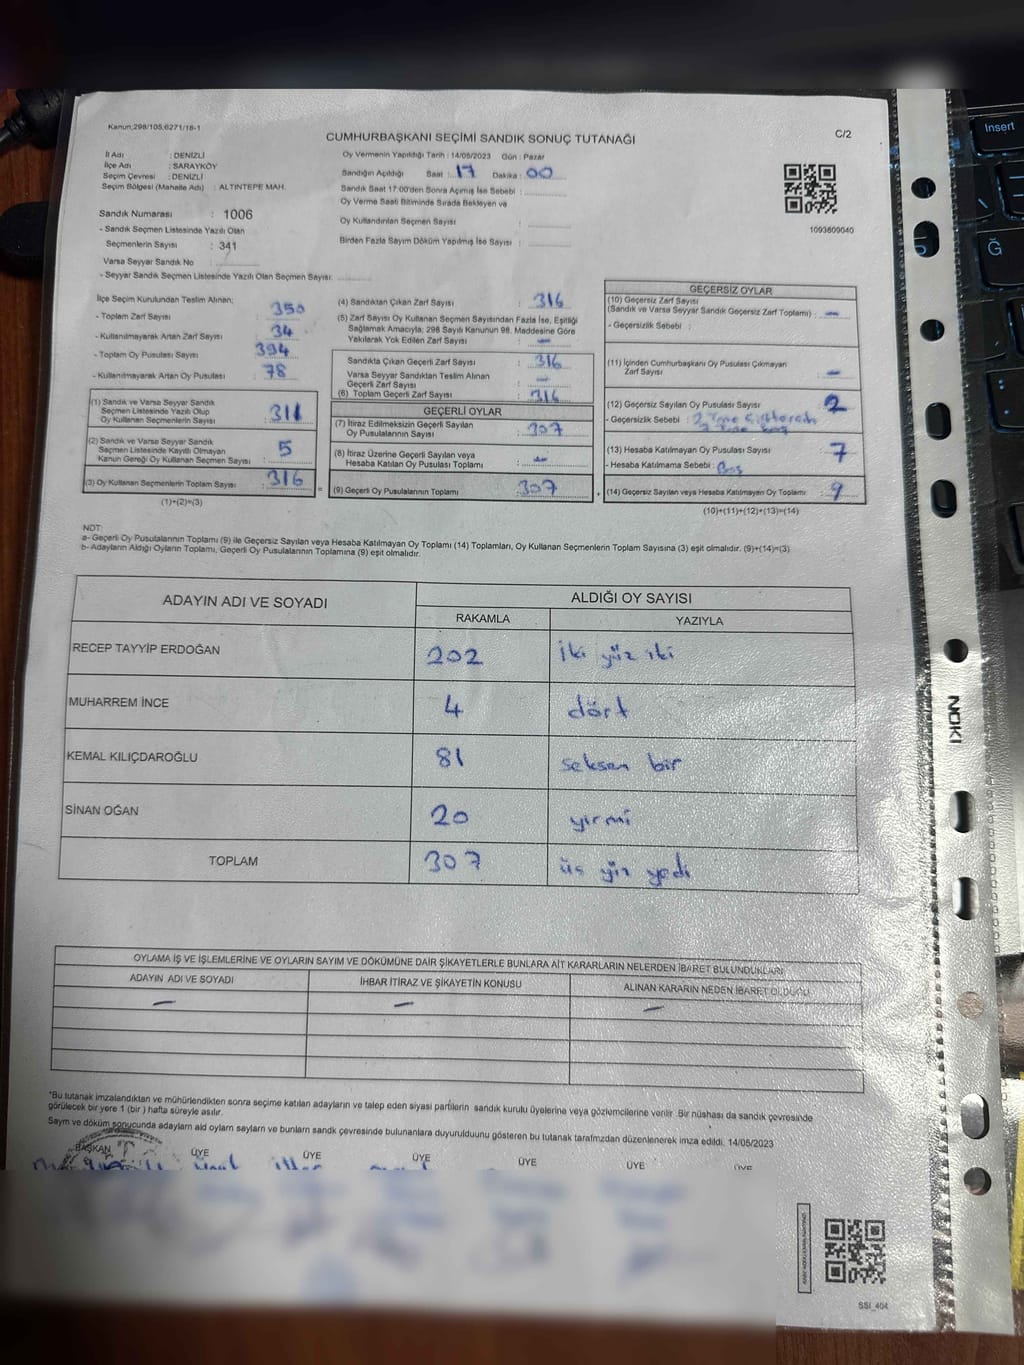 Kanun;298/105;6271/18-1
CUMHURBAŞKANI SEÇİMİ SANDIK SONUÇ TUTANAĞI
C/2
İl Adı : DENİZLİ
İlçe Adı : SARAYKÖY
Seçim Çevresi : DENİZLİ
Seçim Bölgesi (Mahalle Adı) : ALTINTEPE MAH.
Oy Vermenin Yapıldığı Tarih : 14/05/2023 Gün : Pazar
Sandığın Açıldığı Saat : 17 Dakika : 00
Sandık Saat 17:00'den Sonra Açılmış İse Sebebi :
Oy Verme Saati Bitiminde Sırada Bekleyen ve
Oy Kullandırılan Seçmen Sayısı :
Birden Fazla Sayım Döküm Yapılmış İse Sayısı :
1093809040
Sandık Numarası : 1006
- Sandık Seçmen Listesinde Yazılı Olan
Seçmenlerin Sayısı : 341
Varsa Seyyar Sandık No :
- Seyyar Sandık Seçmen Listesinde Yazılı Olan Seçmen Sayısı:
İlçe Seçim Kurulundan Teslim Alınan;
- Toplam Zarf Sayısı : 350
- Kullanılmayarak Artan Zarf Sayısı : 34
- Toplam Oy Pusulası Sayısı : 394
- Kullanılmayarak Artan Oy Pusulası : 78
(1) Sandık ve Varsa Seyyar Sandık
Seçmen Listesinde Yazılı Olup
Oy Kullanan Seçmenlerin Sayısı : 311
(2) Sandık ve Varsa Seyyar Sandık
Seçmen Listesinde Kayıtlı Olmayan
Kanun Gereği Oy Kullanan Seçmen Sayısı : 5
(3) Oy Kullanan Seçmenlerin Toplam Sayısı : 316
(1)+(2)=(3)
(4) Sandıktan Çıkan Zarf Sayısı : 316
(5) Zarf Sayısı Oy Kullanan Seçmen Sayısından Fazla İse, Eşitliği
Sağlamak Amacıyla; 298 Sayılı Kanunun 98. Maddesine Göre
Yakılarak Yok Edilen Zarf Sayısı : —
Sandıkta Çıkan Geçerli Zarf Sayısı : 316
Varsa Seyyar Sandıktan Teslim Alınan
Geçerli Zarf Sayısı : —
(6) Toplam Geçerli Zarf Sayısı : 316
GEÇERLİ OYLAR
(7) İtiraz Edilmeksizin Geçerli Sayılan
Oy Pusulalarının Sayısı : 307
(8) İtiraz Üzerine Geçerli Sayılan veya
Hesaba Katılan Oy Pusulası Toplamı : —
(9) Geçerli Oy Pusulalarının Toplamı : 307
GEÇERSİZ OYLAR
(10) Geçersiz Zarf Sayısı
(Sandık ve Varsa Seyyar Sandık Geçersiz Zarf Toplamı) : —
- Geçersizlik Sebebi :
(11) İçinden Cumhurbaşkanı Oy Pusulası Çıkmayan
Zarf Sayısı : —
(12) Geçersiz Sayılan Oy Pusulası Sayısı : 2
- Geçersizlik Sebebi :
(13) Hesaba Katılmayan Oy Pusulası Sayısı : 7
- Hesaba Katılmama Sebebi : Boş
(14) Geçersiz Sayılan veya Hesaba Katılmayan Oy Toplamı : 9
(10)+(11)+(12)+(13)=(14)
NOT:
a- Geçerli Oy Pusulalarının Toplamı (9) ile Geçersiz Sayılan veya Hesaba Katılmayan Oy Toplamı (14) Toplamları, Oy Kullanan Seçmenlerin Toplam Sayısına (3) eşit olmalıdır. (9)+(14)=(3)
b- Adayların Aldığı Oyların Toplamı, Geçerli Oy Pusulalarının Toplamına (9) eşit olmalıdır.
ADAYIN ADI VE SOYADI
ALDIĞI OY SAYISI
RAKAMLA YAZIYLA
RECEP TAYYİP ERDOĞAN 202 iki yüz iki
MUHARREM İNCE 4 dört
KEMAL KILIÇDAROĞLU 81 seksen bir
SİNAN OĞAN 20 yirmi
TOPLAM 307 üs yüz yedi
OYLAMA İŞ VE İŞLEMLERİNE VE OYLARIN SAYIM VE DÖKÜMÜNE DAİR ŞİKAYETLERLE BUNLARA AİT KARARLARIN NELERDEN İBARET BULUNDUKLARI
ADAYIN ADI VE SOYADI İHBAR İTİRAZ VE ŞİKAYETİN KONUSU ALINAN KARARIN NEDEN İBARET OLDUĞU
— — —
*Bu tutanak imzalandıktan ve mühürlendikten sonra seçime katılan adayların ve talep eden siyasi partilerin sandık kurulu üyelerine veya gözlemcilerine verilir .Bir nüshası da sandık çevresinde
görülecek bir yere 1 (bir ) hafta süreyle asılır.
Sayım ve döküm sonucunda adayların ald oyların sayların ve bunların sandk çevresinde bulunanlara duyurulduunu gösteren bu tutanak tarafmzdan düzenlenerek imza edildi. 14/05/2023
BAŞKAN ÜYE ÜYE ÜYE ÜYE ÜYE ÜYE
SSI_404
NOKI
Insert
Ğ